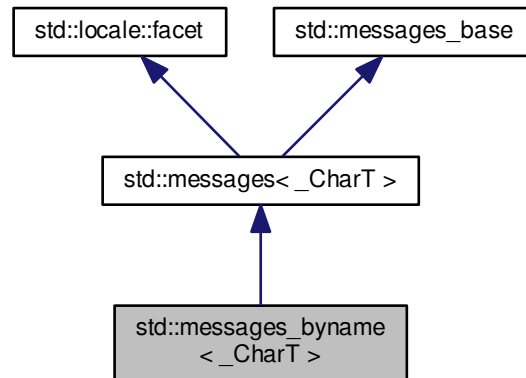 std::locale::facet
std::messages_base
std::messages< _CharT >
std::messages_byname
< _CharT >